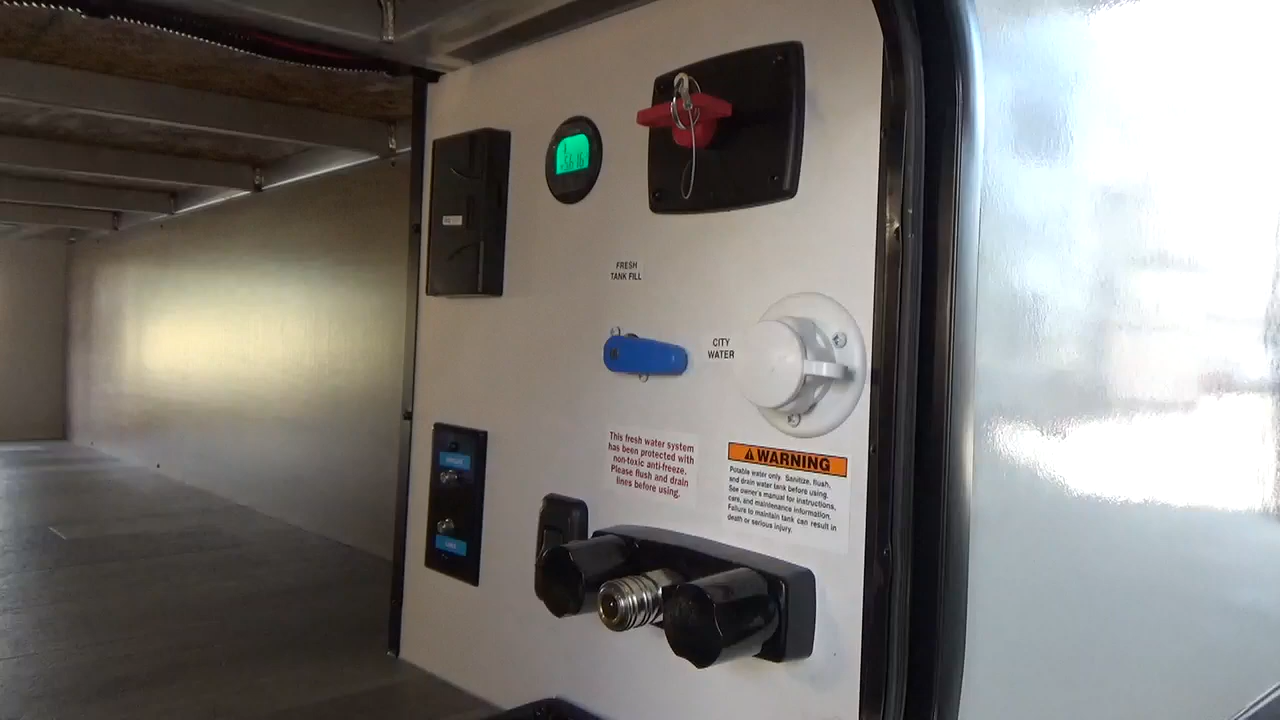 FRESH
TANK FILL
CITY
WATER
This fresh water system
has been protected with
non-toxic anti-freeze.
Please flush and drain
lines before using.
WARNING
Potable water only. Sanitize, flush,
and drain water tank before using.
See owner's manual for instructions,
care, and maintenance information.
Failure to maintain tank can result in
death or serious injury.